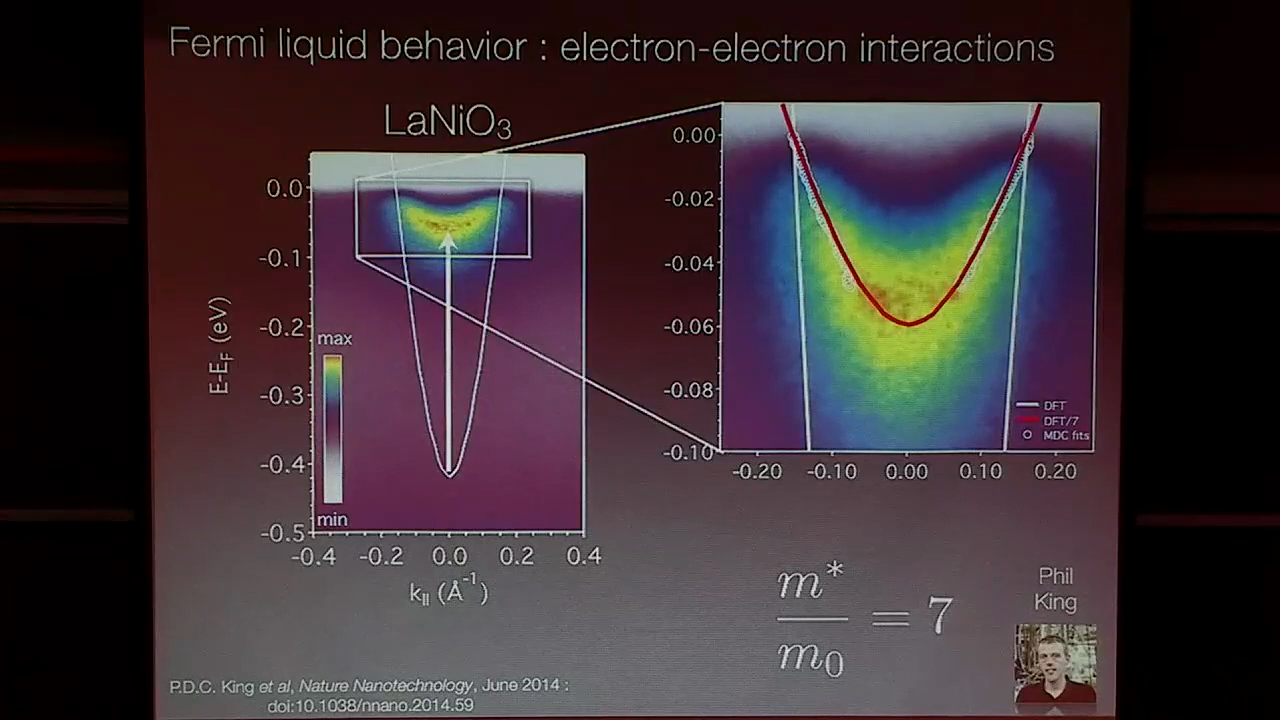 Fermi liquid behavior : electron-electron interactions
LaNiO3
0.0
-0.1
-0.2
-0.3
-0.4
-0.5
E-EF (eV)
max
min
-0.4 -0.2 0.0 0.2 0.4
k|| (Å-1)
0.00
-0.02
-0.04
-0.06
-0.08
-0.10
DFT
DFT/7
MDC fits
-0.20 -0.10 0.00 0.10 0.20
m*/m0 = 7
Phil
King
P.D.C. King et al, Nature Nanotechnology, June 2014 :
doi:10.1038/nnano.2014.59